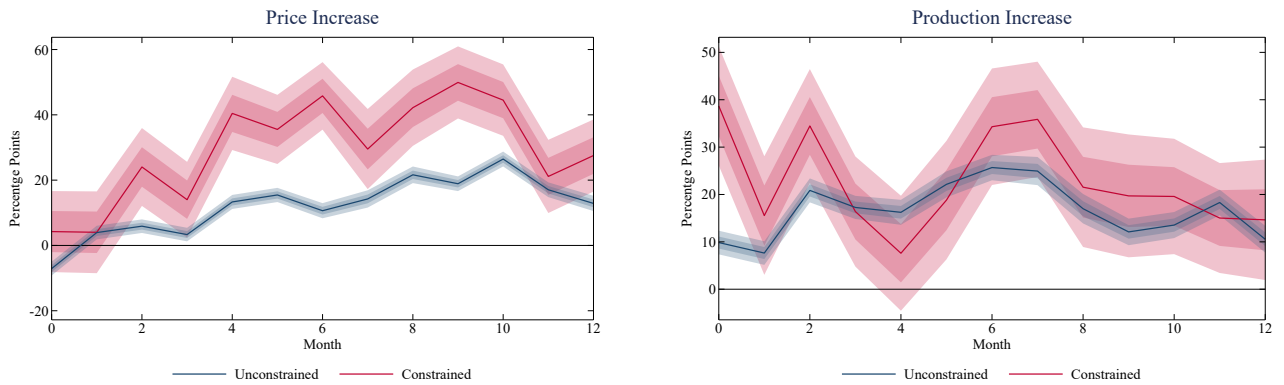 Price Increase
Percentge Points
60
40
20
0
-20
0 2 4 6 8 10 12
Month
Unconstrained Constrained
Production Increase
Percentge Points
50
40
30
20
10
0
0 2 4 6 8 10 12
Month
Unconstrained Constrained